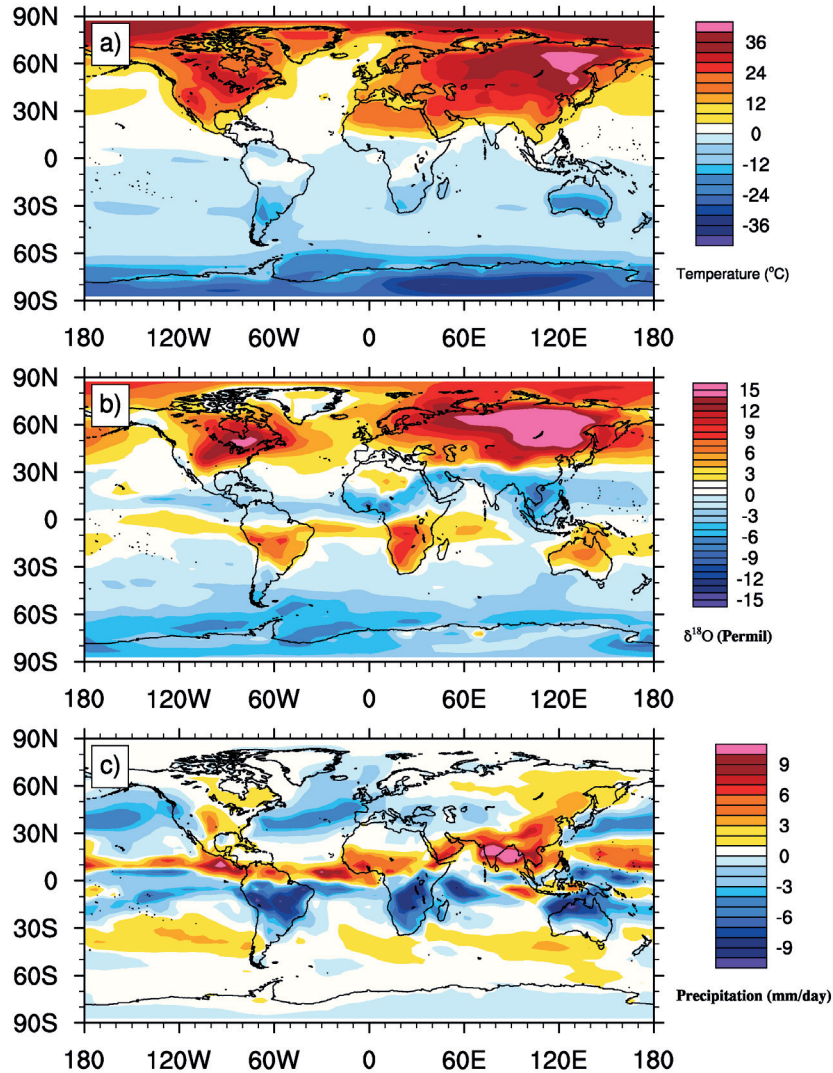 a)
90N
60N
30N
0
30S
60S
90S
180 120W 60W 0 60E 120E 180
36
24
12
0
-12
-24
-36
Temperature (°C)
b)
90N
60N
30N
0
30S
60S
90S
180 120W 60W 0 60E 120E 180
15
12
9
6
3
0
-3
-6
-9
-12
-15
δ18O (Permil)
c)
90N
60N
30N
0
30S
60S
90S
180 120W 60W 0 60E 120E 180
9
6
3
0
-3
-6
-9
Precipitation (mm/day)